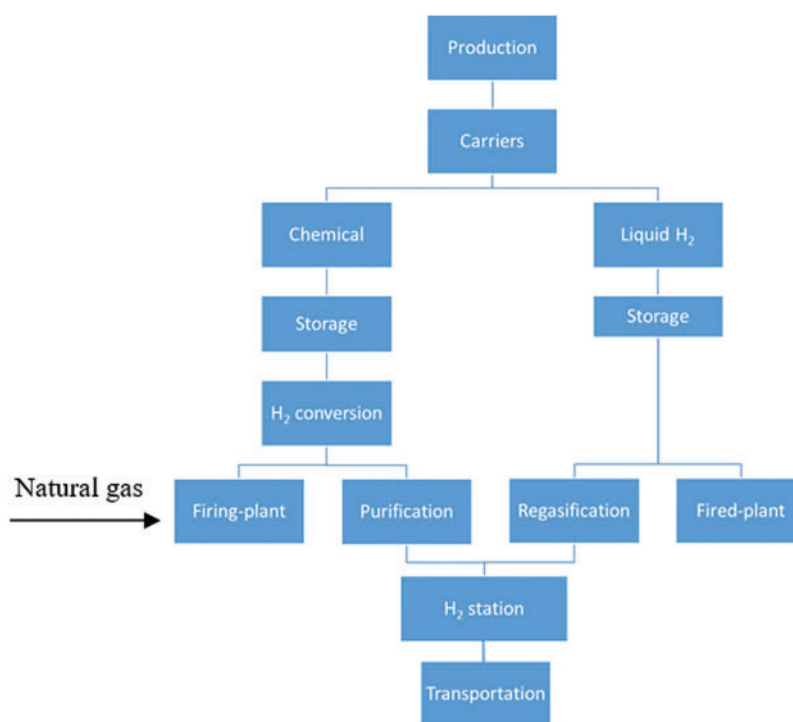 Production
Carriers
Chemical
Liquid H₂
Storage
Storage
H₂ conversion
Natural gas
Firing-plant
Purification
Regasification
Fired-plant
H₂ station
Transportation